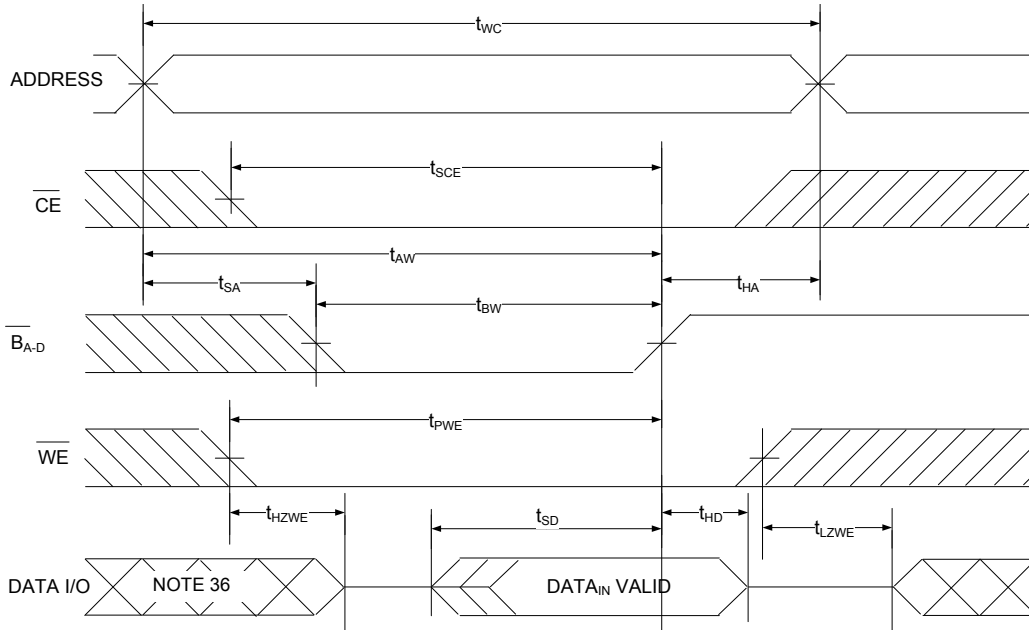 tWC
ADDRESS
tSCE
CE
tAW
tSA
tHA
tBW
BA-D
tPWE
WE
tHZWE
tSD
tHD
tLZWE
DATA I/O
NOTE 36
DATAIN VALID